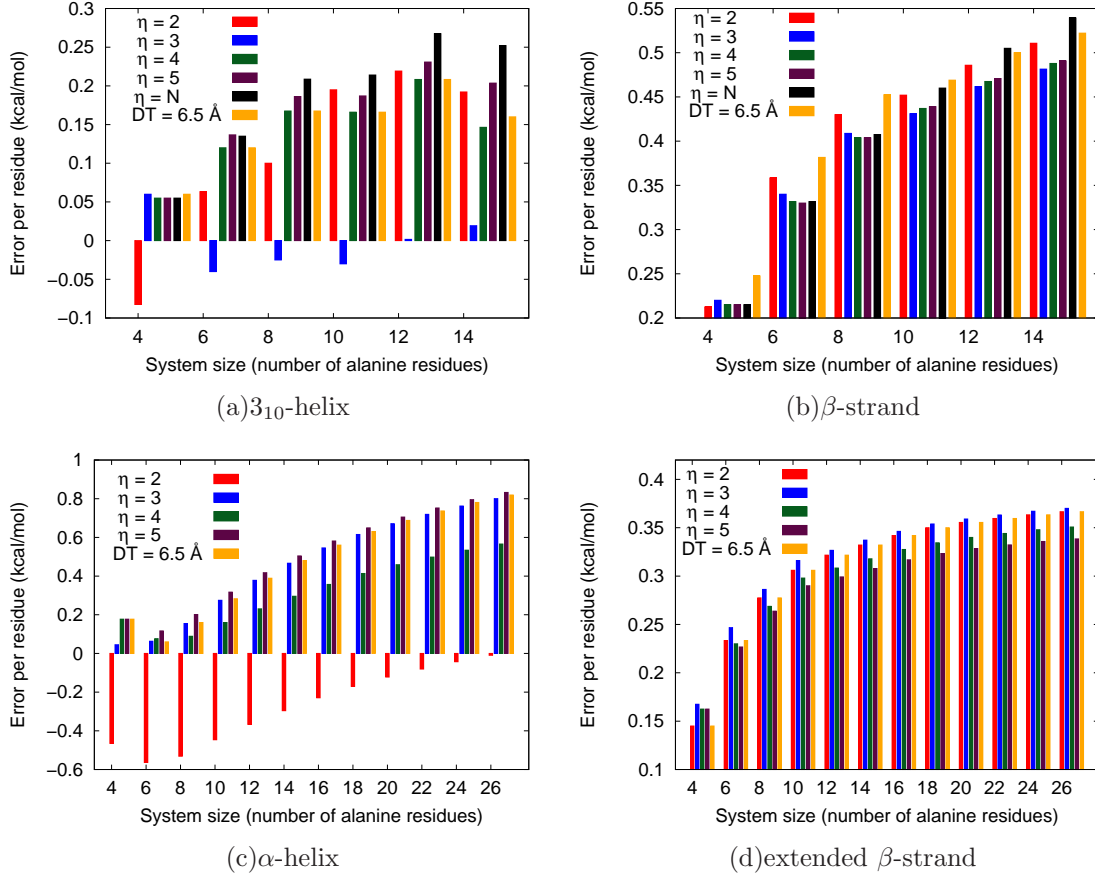 Error per residue (kcal/mol)
0.3
0.25
0.2
0.15
0.1
0.05
0
−0.05
−0.1
η = 2
η = 3
η = 4
η = 5
η = N
DT = 6.5 Å
4 6 8 10 12 14
System size (number of alanine residues)
(a)3₁₀-helix
Error per residue (kcal/mol)
0.55
0.5
0.45
0.4
0.35
0.3
0.25
0.2
η = 2
η = 3
η = 4
η = 5
η = N
DT = 6.5 Å
4 6 8 10 12 14
System size (number of alanine residues)
(b)β-strand
Error per residue (kcal/mol)
1
0.8
0.6
0.4
0.2
0
−0.2
−0.4
−0.6
η = 2
η = 3
η = 4
η = 5
DT = 6.5 Å
4 6 8 10 12 14 16 18 20 22 24 26
System size (number of alanine residues)
(c)α-helix
Error per residue (kcal/mol)
0.4
0.35
0.3
0.25
0.2
0.15
0.1
η = 2
η = 3
η = 4
η = 5
DT = 6.5 Å
4 6 8 10 12 14 16 18 20 22 24 26
System size (number of alanine residues)
(d)extended β-strand